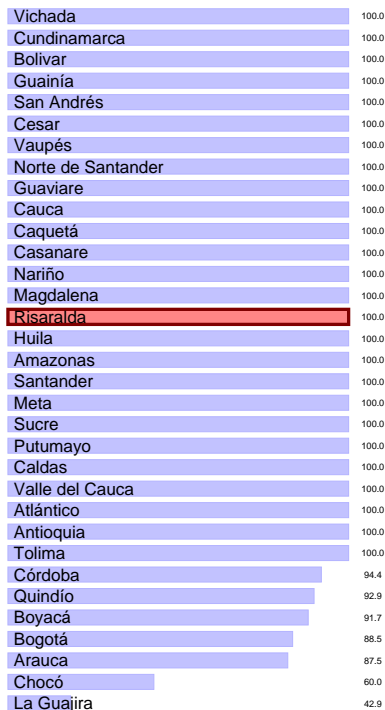 Vichada 100.0
Cundinamarca 100.0
Bolivar 100.0
Guainía 100.0
San Andrés 100.0
Cesar 100.0
Vaupés 100.0
Norte de Santander 100.0
Guaviare 100.0
Cauca 100.0
Caquetá 100.0
Casanare 100.0
Nariño 100.0
Magdalena 100.0
Risaralda 100.0
Huila 100.0
Amazonas 100.0
Santander 100.0
Meta 100.0
Sucre 100.0
Putumayo 100.0
Caldas 100.0
Valle del Cauca 100.0
Atlántico 100.0
Antioquia 100.0
Tolima 100.0
Córdoba 94.4
Quindío 92.9
Boyacá 91.7
Bogotá 88.5
Arauca 87.5
Chocó 60.0
La Guajira 42.9